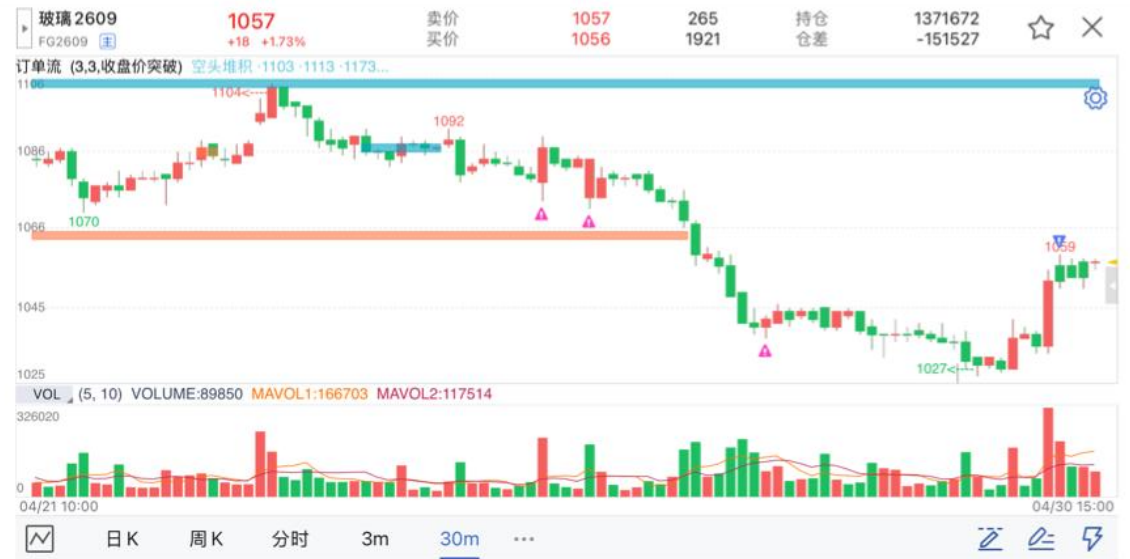 玻璃2609 1057 卖价 1057 265 持仓 1371672
FG2609 主 +18 +1.73% 买价 1056 1921 仓差 -151527
订单流 (3,3,收盘价突破) 空头堆积 ·1103 ·1113 ·1173...
1106
1104<----
1092
1086
1070
1066
1059
1045
1027<----
1025
VOL (5, 10) VOLUME:89850 MAVOL1:166703 MAVOL2:117514
326020
0
04/21 10:00 04/30 15:00
日K 周K 分时 3m 30m ···